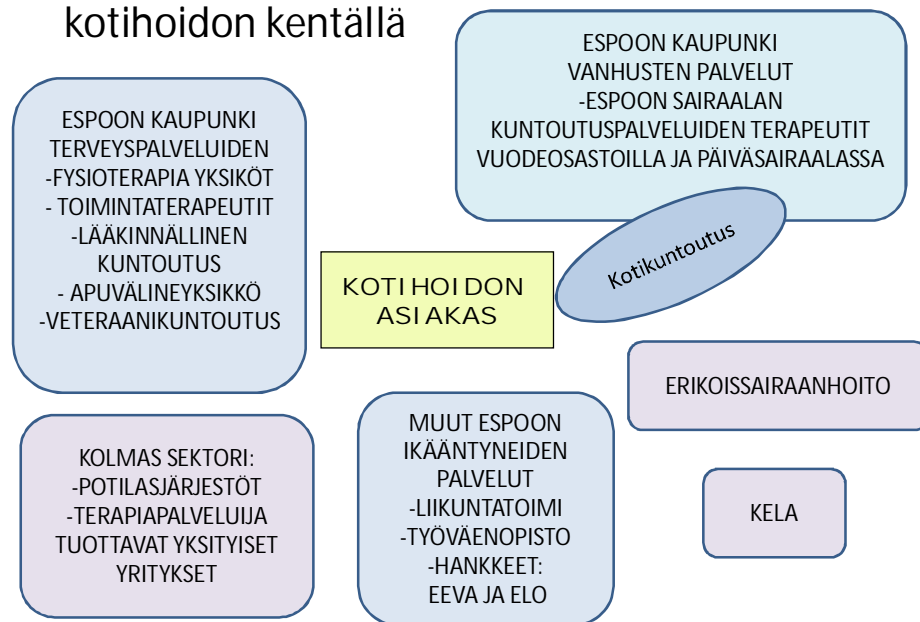 kotihoidon kentällä
ESPOON KAUPUNKI
TERVEYSPALVELUIDEN
-FYSIOTERAPIA YKSIKÖT
- TOIMINTATERAPEUTIT
-LÄÄKINNÄLLINEN
KUNTOUTUS
- APUVÄLINEYKSIKKÖ
-VETERAANIKUNTOUTUS
ESPOON KAUPUNKI
VANHUSTEN PALVELUT
-ESPOON SAIRAALAN
KUNTOUTUSPALVELUIDEN TERAPEUTIT
VUODEOSASTOILLA JA PÄIVÄSAIRAALASSA
Kotikuntoutus
KOTIHOIDON
ASIAKAS
ERIKOISSAIRAANHOITO
KOLMAS SEKTORI:
-POTILASJÄRJESTÖT
-TERAPIAPALVELUIJA
TUOTTAVAT YKSITYISET
YRITYKSET
MUUT ESPOON
IKÄÄNTYNEIDEN
PALVELUT
-LIIKUNTATOIMI
-TYÖVÄENOPISTO
-HANKKEET:
EEVA JA ELO
KELA